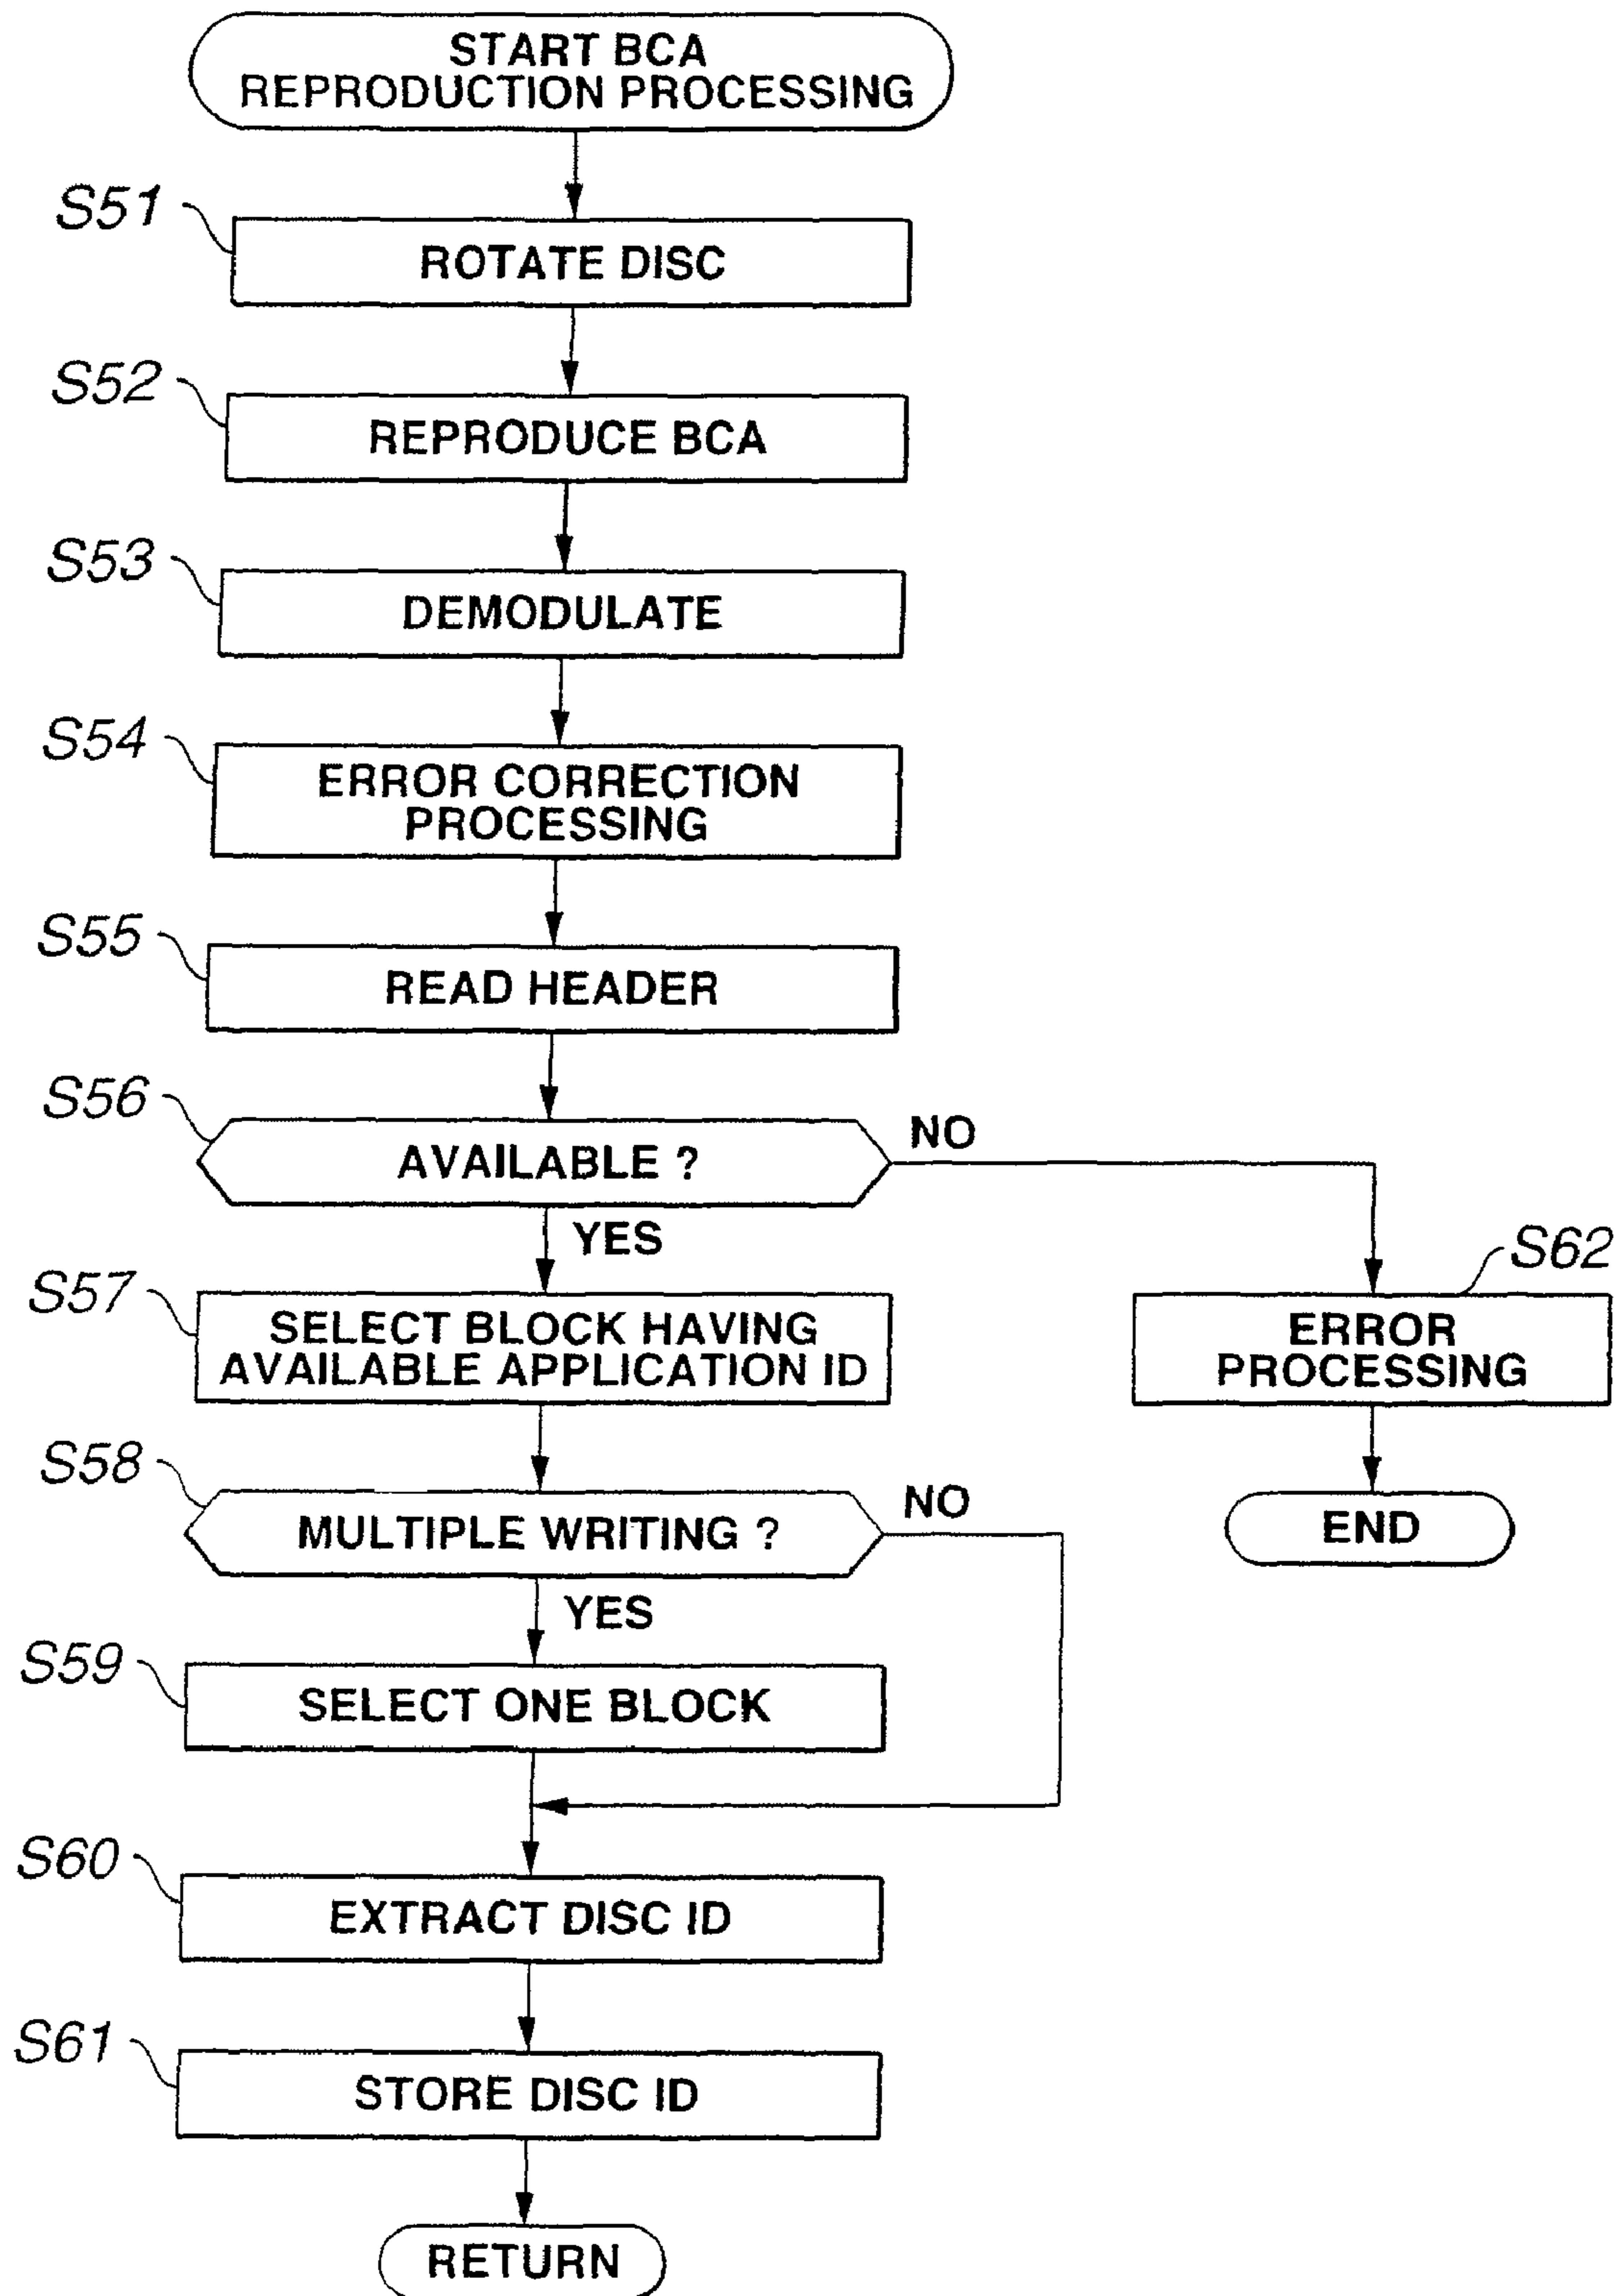 START BCA
REPRODUCTION PROCESSING
S51
ROTATE DISC
S52
REPRODUCE BCA
S53
DEMODULATE
S54
ERROR CORRECTION
PROCESSING
S55
READ HEADER
S56
AVAILABLE ?
NO
YES
S62
S57
SELECT BLOCK HAVING
AVAILABLE APPLICATION ID
ERROR
PROCESSING
S58
MULTIPLE WRITING ?
NO
END
YES
S59
SELECT ONE BLOCK
S60
EXTRACT DISC ID
S61
STORE DISC ID
RETURN